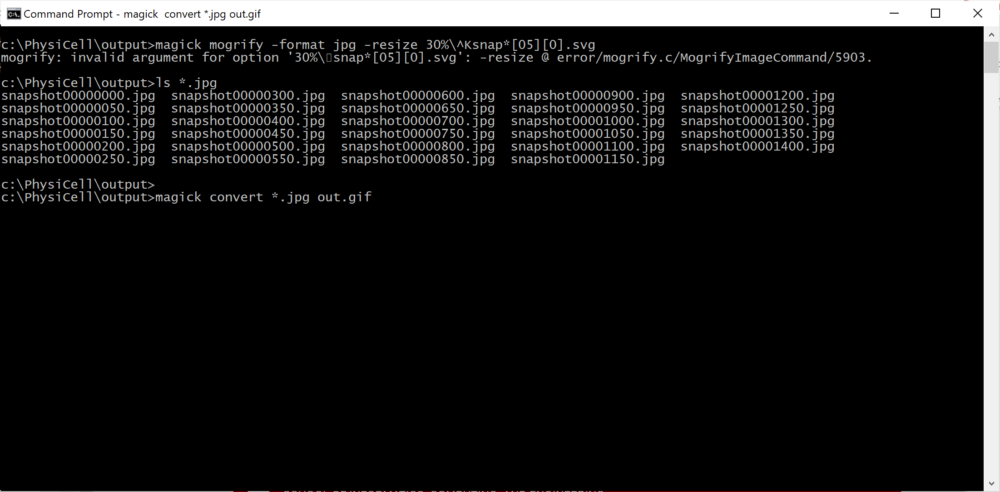 Command Prompt - magick  convert *.jpg out.gif
c:\PhysiCell\output>magick mogrify -format jpg -resize 30%\^Ksnap*[05][0].svg
mogrify: invalid argument for option '30%\▯snap*[05][0].svg': -resize @ error/mogrify.c/MogrifyImageCommand/5903.
c:\PhysiCell\output>ls *.jpg
snapshot00000000.jpg  snapshot00000300.jpg  snapshot00000600.jpg  snapshot00000900.jpg  snapshot00001200.jpg
snapshot00000050.jpg  snapshot00000350.jpg  snapshot00000650.jpg  snapshot00000950.jpg  snapshot00001250.jpg
snapshot00000100.jpg  snapshot00000400.jpg  snapshot00000700.jpg  snapshot00001000.jpg  snapshot00001300.jpg
snapshot00000150.jpg  snapshot00000450.jpg  snapshot00000750.jpg  snapshot00001050.jpg  snapshot00001350.jpg
snapshot00000200.jpg  snapshot00000500.jpg  snapshot00000800.jpg  snapshot00001100.jpg  snapshot00001400.jpg
snapshot00000250.jpg  snapshot00000550.jpg  snapshot00000850.jpg  snapshot00001150.jpg
c:\PhysiCell\output>
c:\PhysiCell\output>magick convert *.jpg out.gif